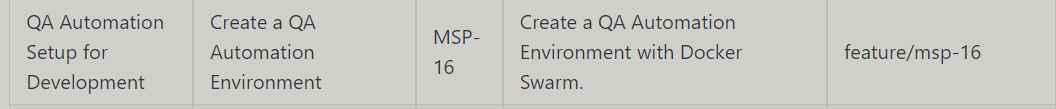 QA Automation
Setup for
Development
Create a QA
Automation
Environment
MSP-
16
Create a QA Automation
Environment with Docker
Swarm.
feature/msp-16